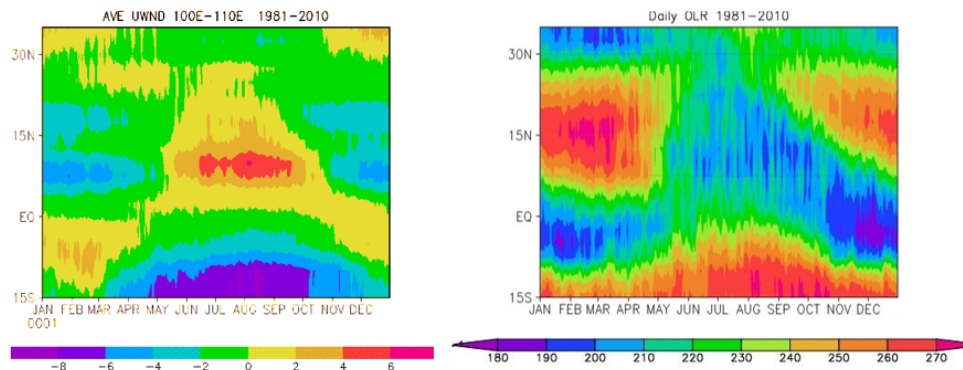 AVE UWND 100E-110E 1981-2010
30N
15N
EQ
15S
JAN FEB MAR APR MAY JUN JUL AUG SEP OCT NOV DEC
0001
-8 -6 -4 -2 0 2 4 6
Daily OLR 1981-2010
30N
15N
EQ
15S
JAN FEB MAR APR MAY JUN JUL AUG SEP OCT NOV DEC
180 190 200 210 220 230 240 250 260 270